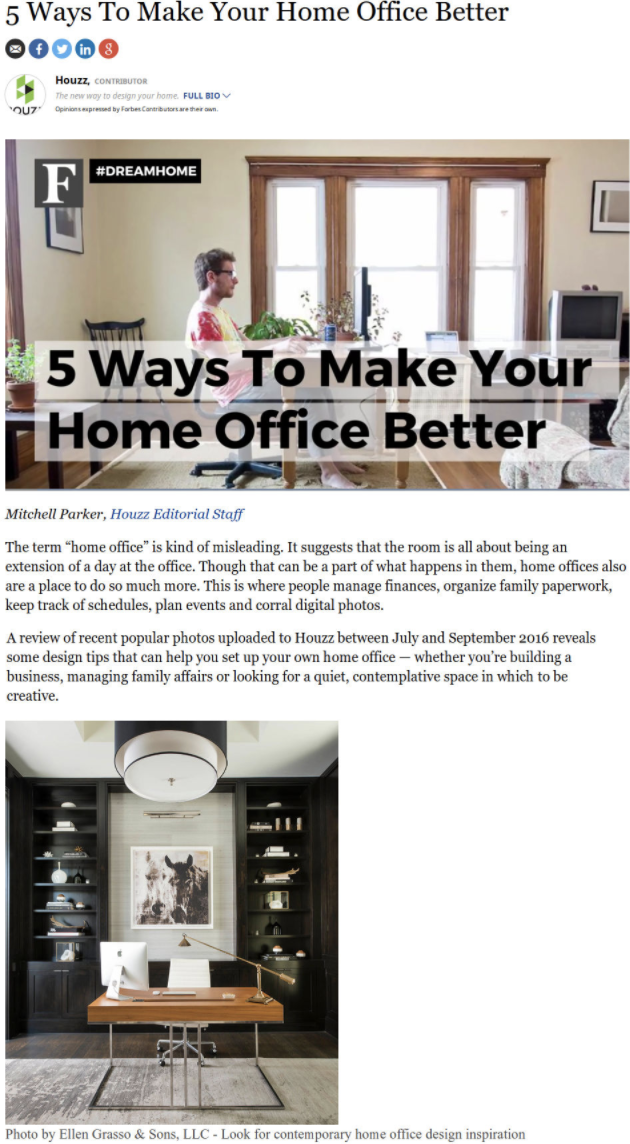 5 Ways To Make Your Home Office Better
Houzz, CONTRIBUTOR
The new way to design your home. FULL BIO
Opinions expressed by Forbes Contributors are their own.
F
#DREAMHOME
5 Ways To Make Your
Home Office Better
Mitchell Parker, Houzz Editorial Staff
The term “home office” is kind of misleading. It suggests that the room is all about being an
extension of a day at the office. Though that can be a part of what happens in them, home offices also
are a place to do so much more. This is where people manage finances, organize family paperwork,
keep track of schedules, plan events and corral digital photos.
A review of recent popular photos uploaded to Houzz between July and September 2016 reveals
some design tips that can help you set up your own home office — whether you’re building a
business, managing family affairs or looking for a quiet, contemplative space in which to be
creative.
Photo by Ellen Grasso & Sons, LLC - Look for contemporary home office design inspiration